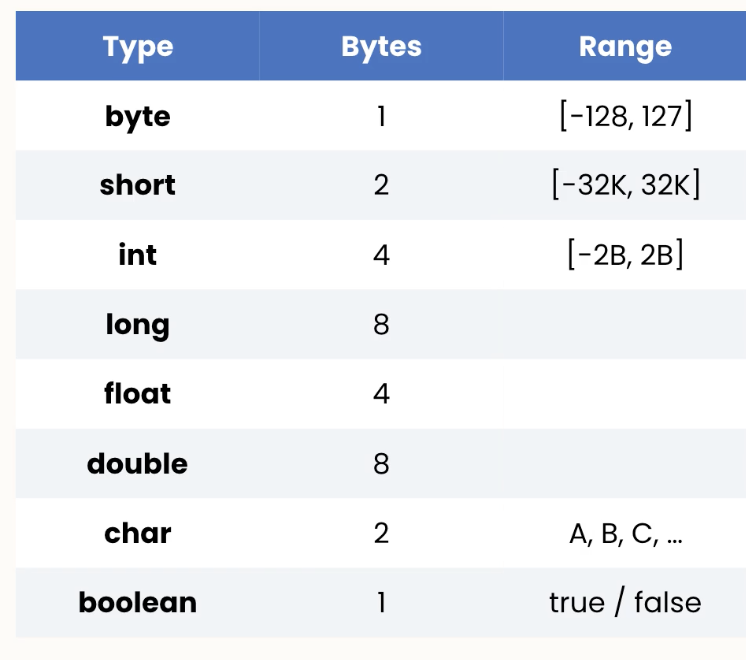 Type Bytes Range
byte 1 [-128, 127]
short 2 [-32K, 32K]
int 4 [-2B, 2B]
long 8
float 4
double 8
char 2 A, B, C, ...
boolean 1 true / false